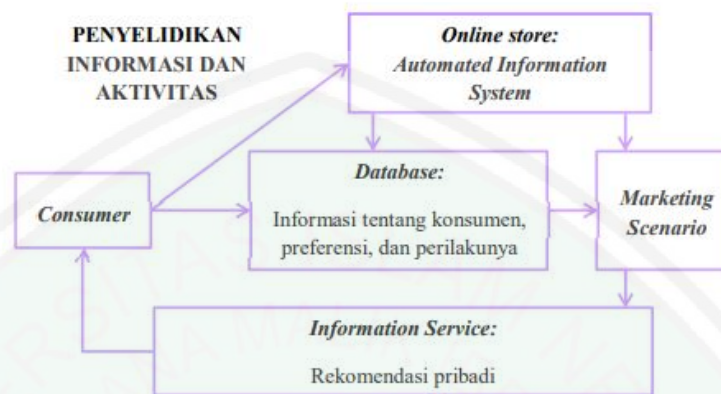 PENYELIDIKAN
INFORMASI DAN
AKTIVITAS
Online store:
Automated Information
System
Database:
Informasi tentang konsumen,
preferensi, dan perilakunya
Consumer
Marketing
Scenario
Information Service:
Rekomendasi pribadi